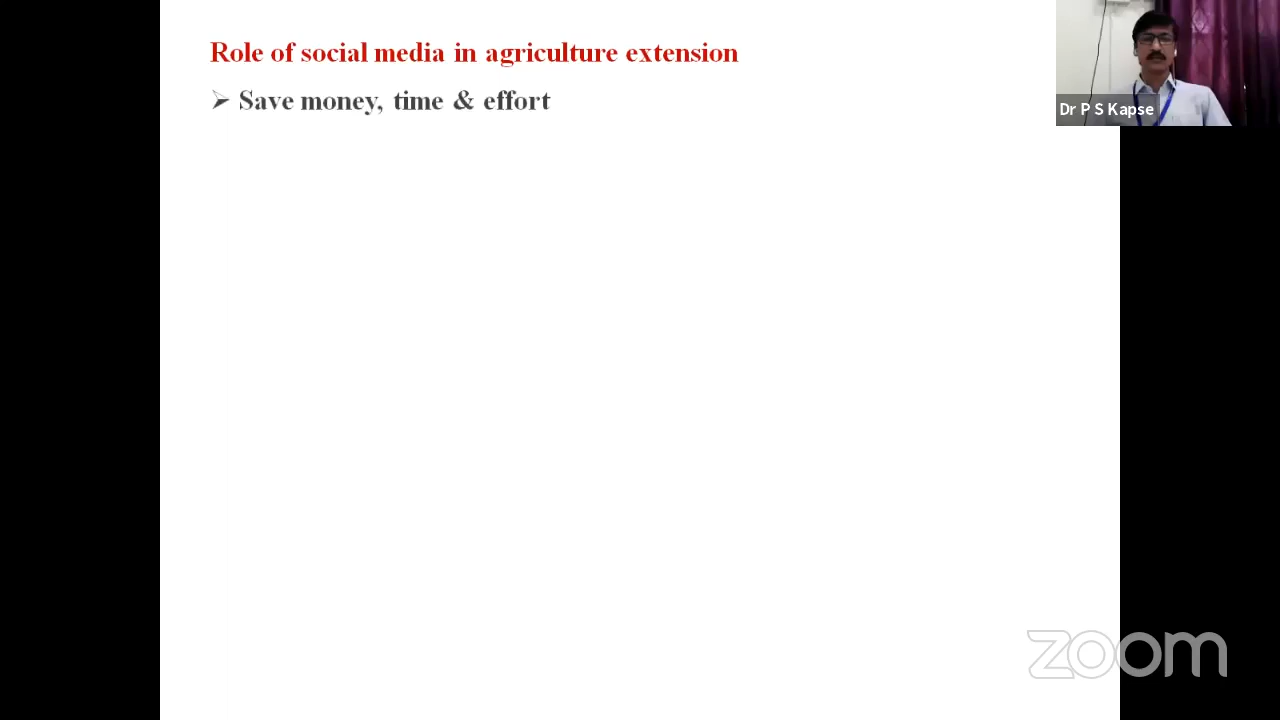 Role of social media in agriculture extension
➢ Save money, time & effort
Dr P S Kapse
zoom